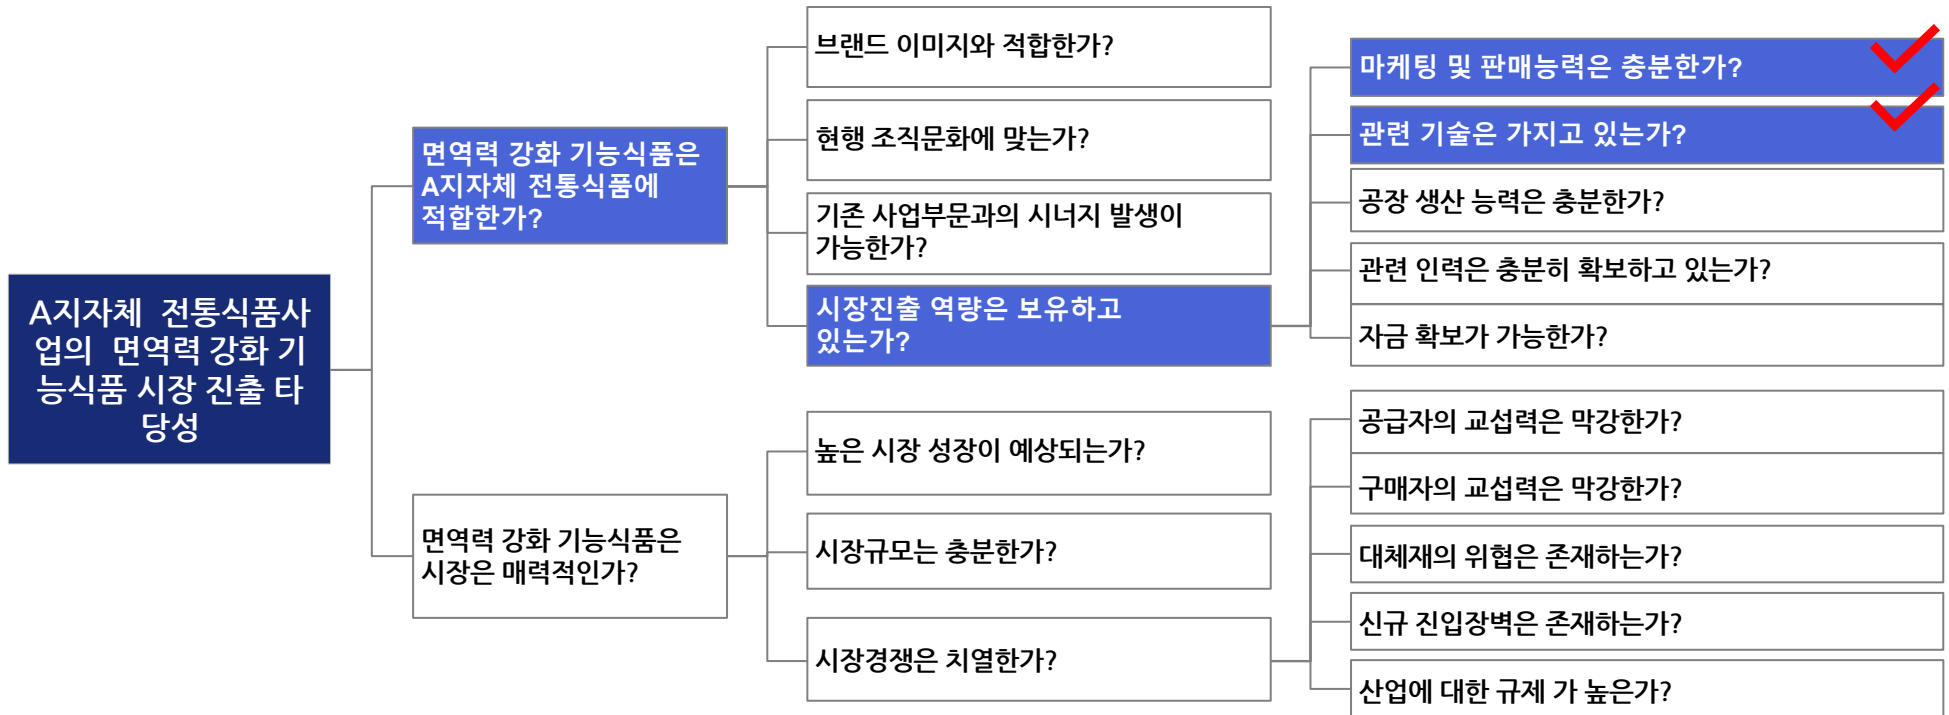 A지자체 전통식품사
업의 면역력 강화 기
능식품 시장 진출 타
당성
면역력 강화 기능식품은
A지자체 전통식품에
적합한가?
브랜드 이미지와 적합한가?
현행 조직문화에 맞는가?
기존 사업부문과의 시너지 발생이
가능한가?
시장진출 역량은 보유하고
있는가?
마케팅 및 판매능력은 충분한가?
관련 기술은 가지고 있는가?
공장 생산 능력은 충분한가?
관련 인력은 충분히 확보하고 있는가?
자금 확보가 가능한가?
면역력 강화 기능식품은
시장은 매력적인가?
높은 시장 성장이 예상되는가?
시장규모는 충분한가?
시장경쟁은 치열한가?
공급자의 교섭력은 막강한가?
구매자의 교섭력은 막강한가?
대체재의 위협은 존재하는가?
신규 진입장벽은 존재하는가?
산업에 대한 규제 가 높은가?